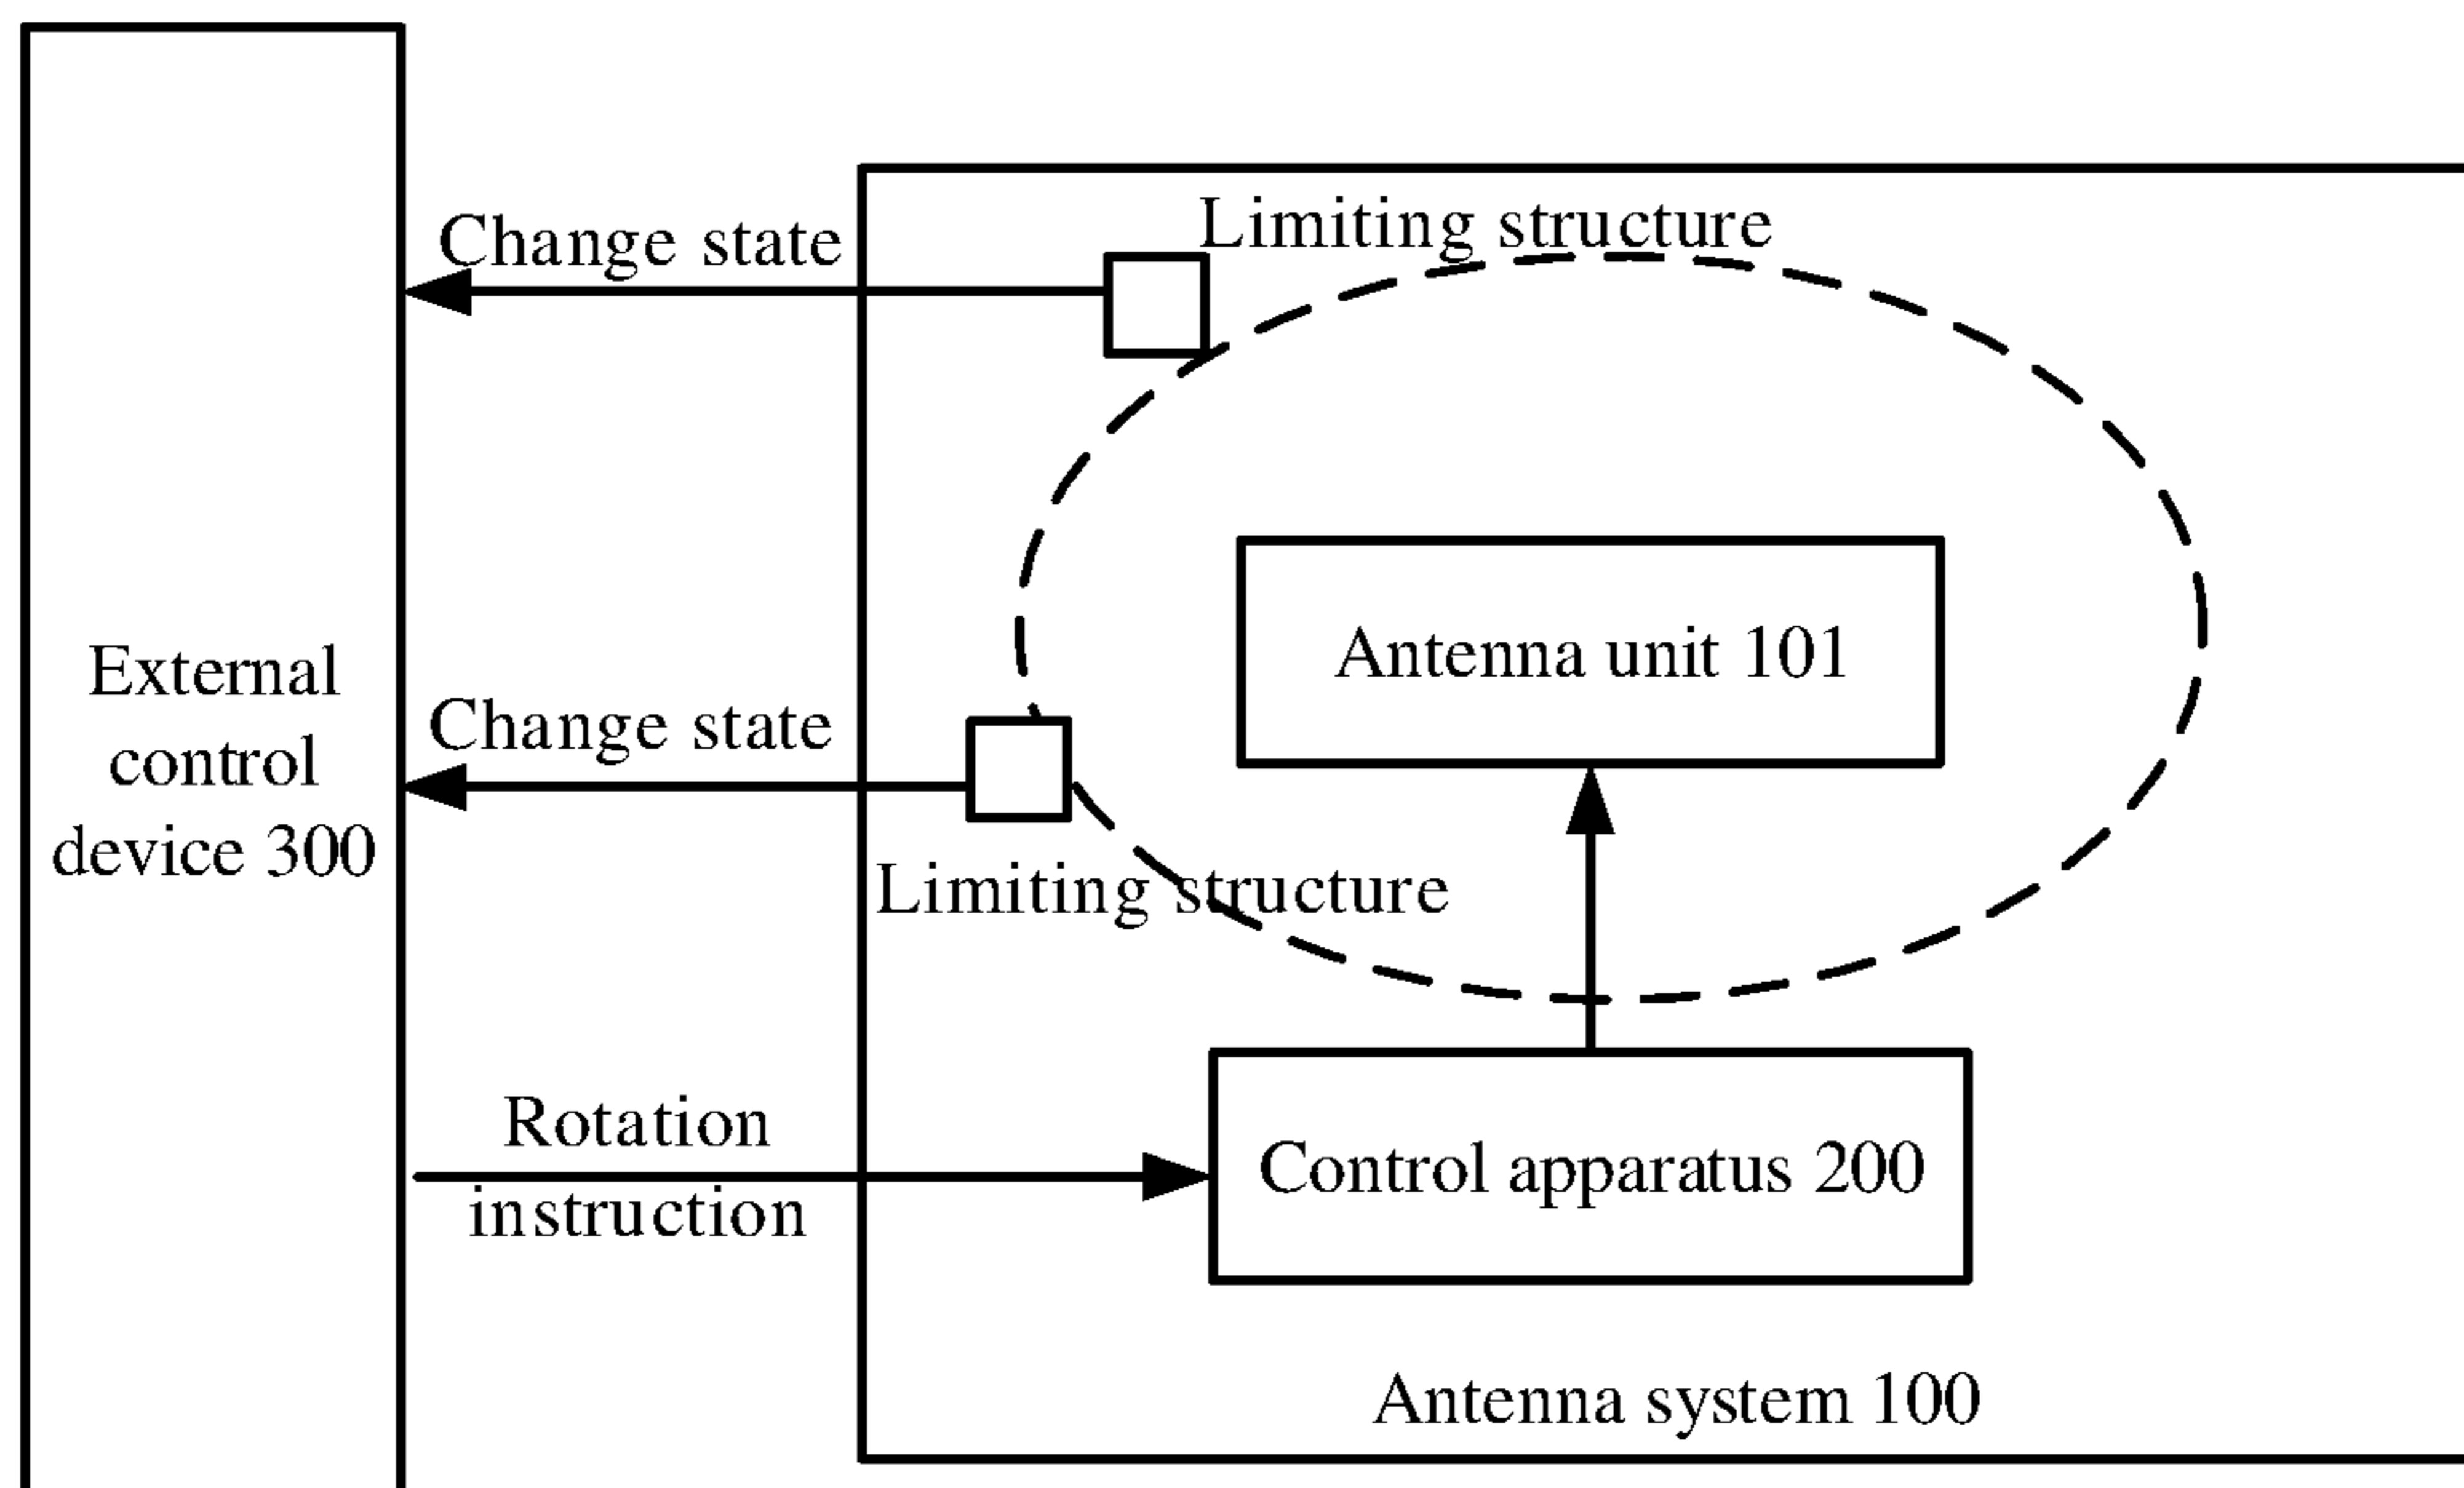 Limiting structure
Change state
External
control
device 300
Antenna unit 101
Change state
Limiting structure
Rotation
instruction
Control apparatus 200
Antenna system 100